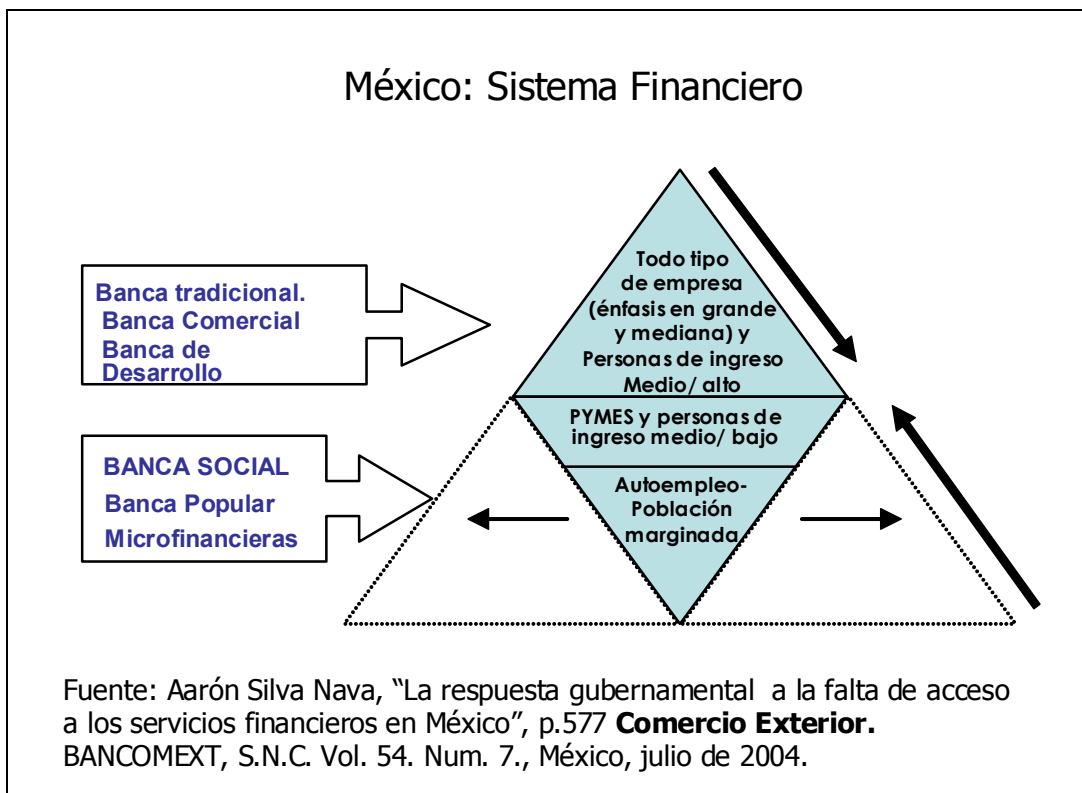 México: Sistema Financiero
Banca tradicional.
Banca Comercial
Banca de
Desarrollo
Todo tipo
de empresa
(énfasis en grande
y mediana) y
Personas de ingreso
Medio/ alto
PYMES y personas de
ingreso medio/ bajo
BANCA SOCIAL
Banca Popular
Microfinancieras
Autoempleo-
Población
marginada
Fuente: Aarón Silva Nava, “La respuesta gubernamental a la falta de acceso
a los servicios financieros en México”, p.577 Comercio Exterior.
BANCOMEXT, S.N.C. Vol. 54. Num. 7., México, julio de 2004.